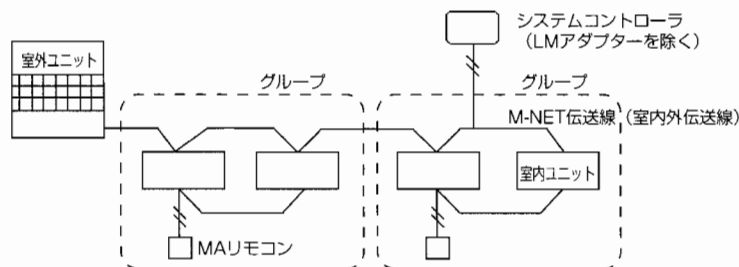 システムコントローラ
（LMアダプターを除く）
室外ユニット
グループ
グループ
M-NET伝送線（室内外伝送線）
室内ユニット
MAリモコン